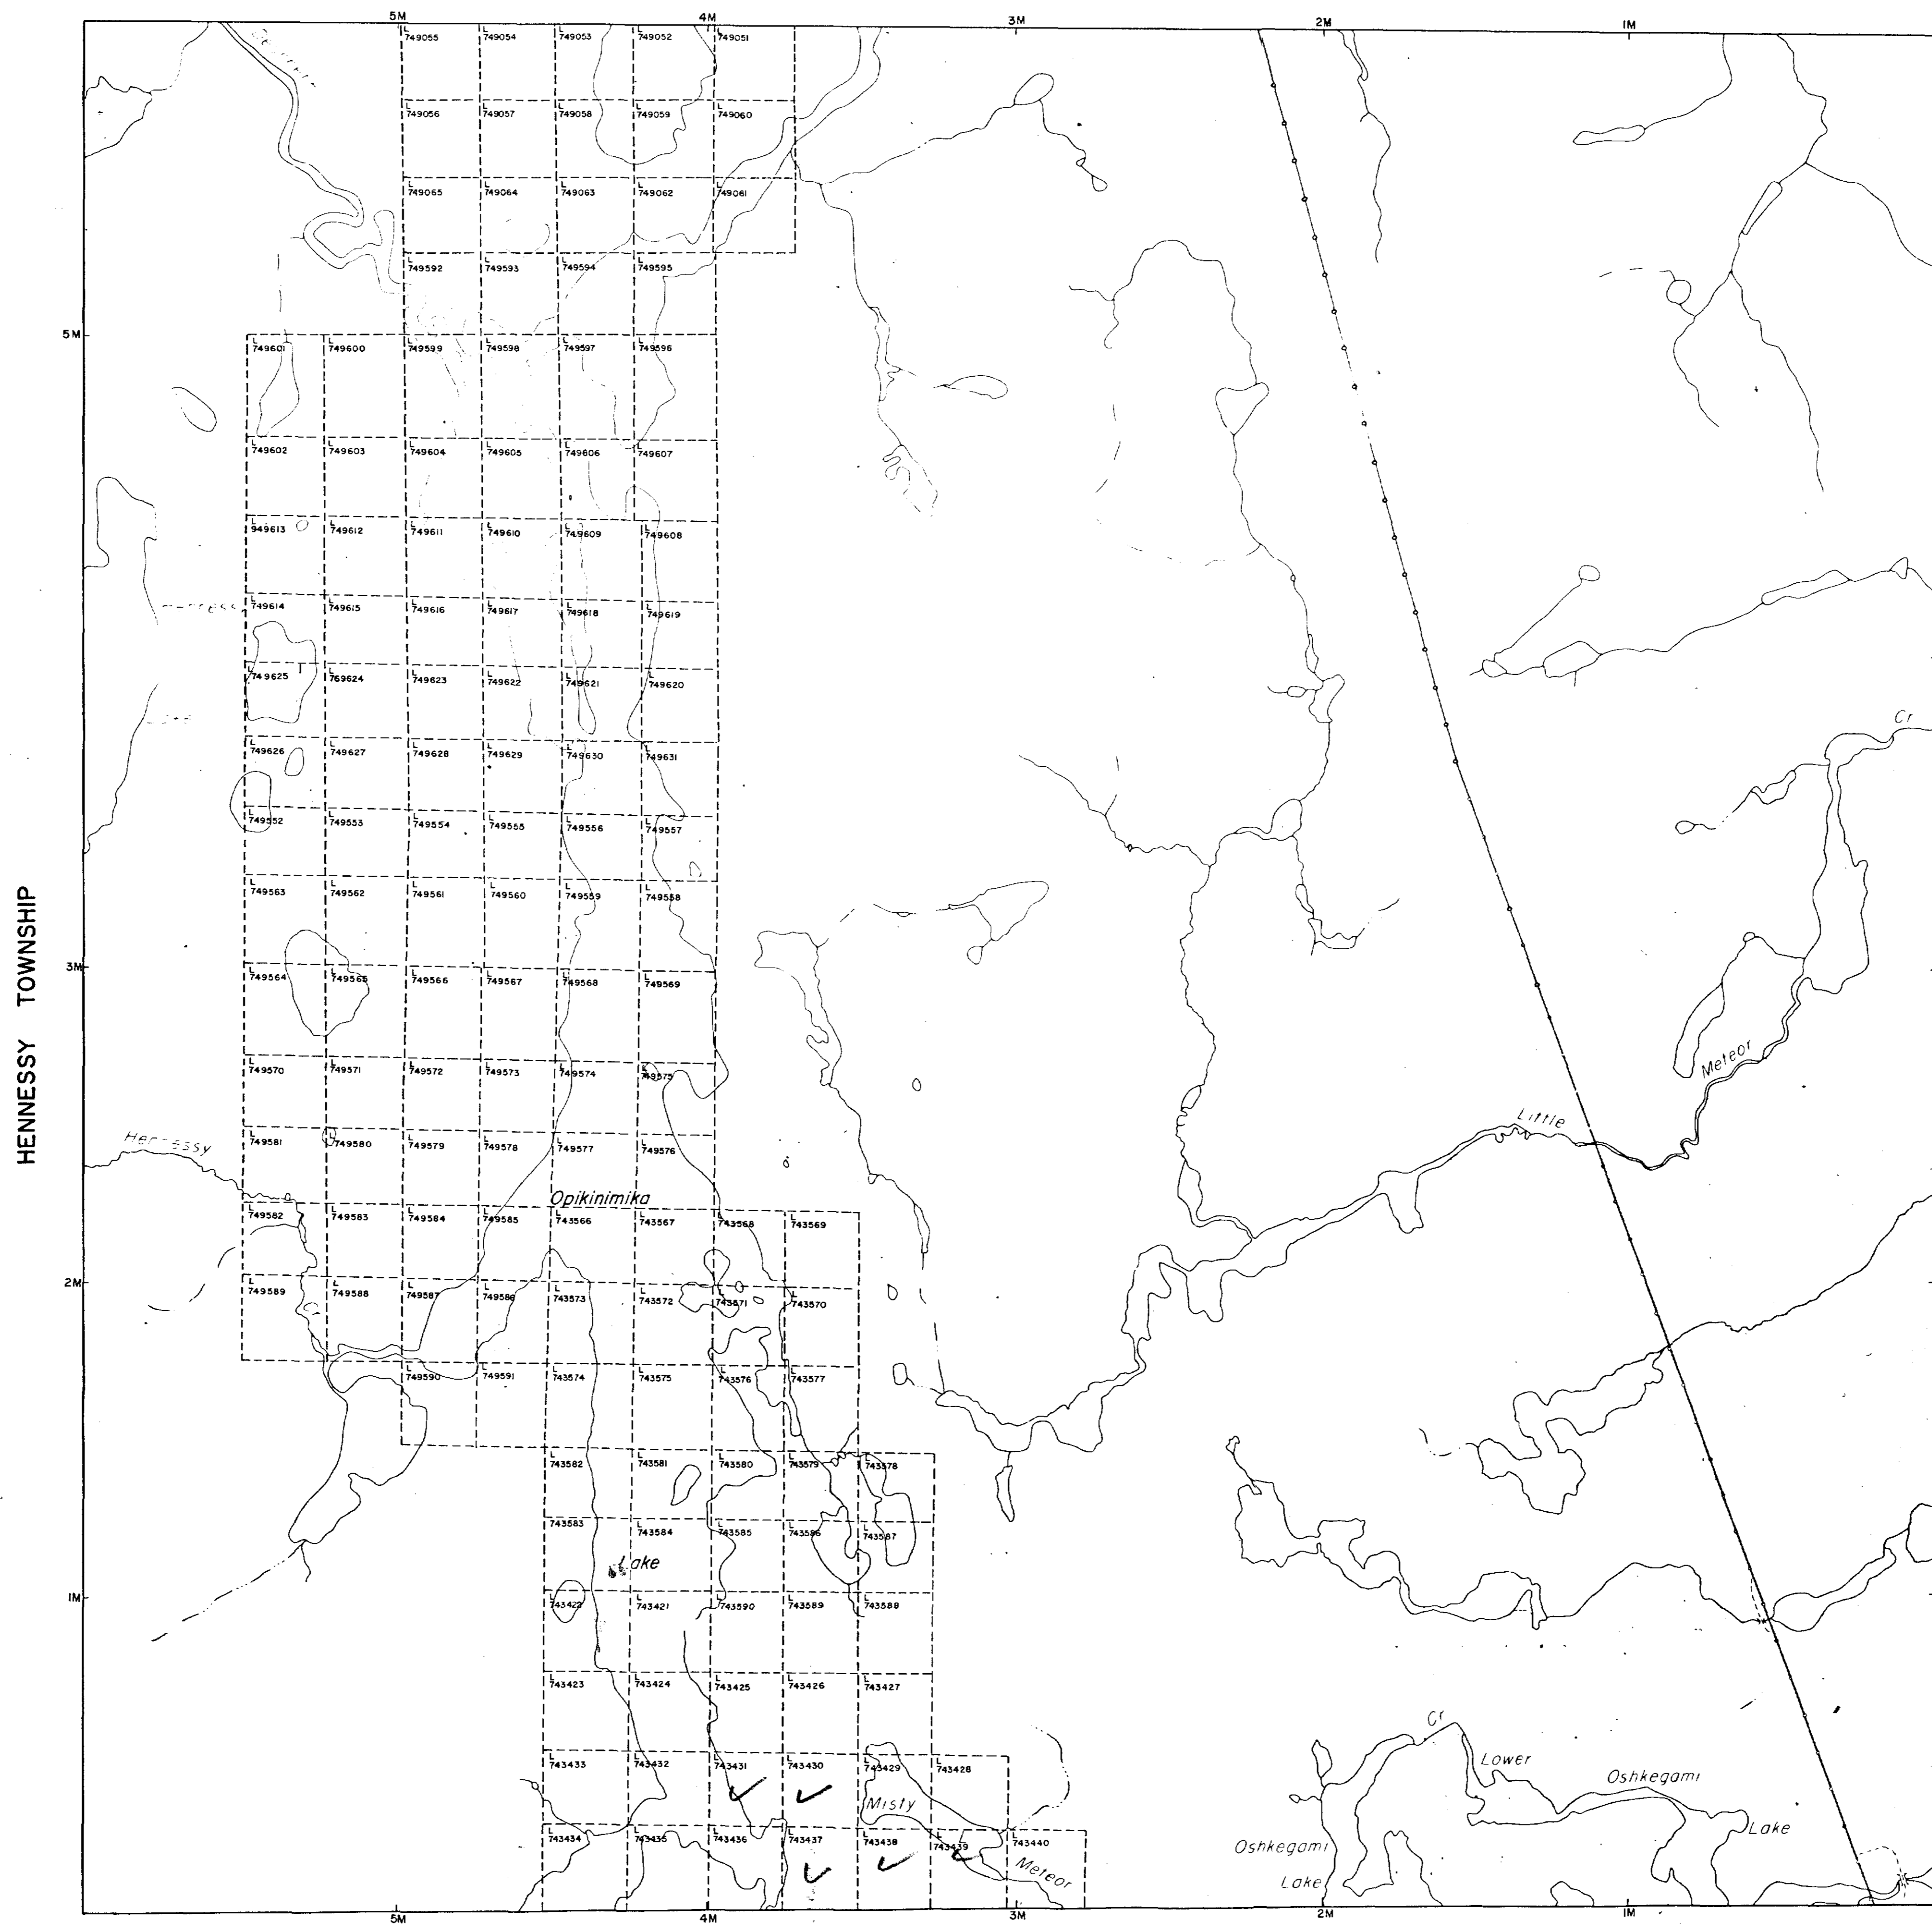 5M 4M 3M 2M 1M
L 749055 L 749054 L 749053 L 749052 L 749051
L 749056 L 749057 L 749058 L 749059 L 749060
L 749065 L 749064 L 749063 L 749062 L 749061
L 749592 L 749593 L 749594 L 749595
5M
L 749601 L 749600 L 749599 L 749598 L 749597 L 749596
L 749602 L 749603 L 749604 L 749605 L 749606 L 749607
L 949613 L 749612 L 749611 L 749610 L 749609 L 749608
L 749614 L 749615 L 749616 L 749617 L 749618 L 749619
L 749625 L 769624 L 749623 L 749622 L 749621 L 749620
Cr
L 749626 L 749627 L 749628 L 749629 L 749630 L 749631
L 749552 L 749553 L 749554 L 749555 L 749556 L 749557
L 749563 L 749562 L 749561 L 749560 L 749559 L 749558
HENNESSY TOWNSHIP
3M
L 749564 L 749565 L 749566 L 749567 L 749568 L 749569
L 749570 L 749571 L 749572 L 749573 L 749574 L 749575
Meteor
Little
Hennessy
L 749581 L 749580 L 749579 L 749578 L 749577 L 749576
Opikinimika
L 749582 L 749583 L 749584 L 749585 L 743566 L 743567 L 743568 L 743569
2M
L 749589 L 749588 L 749587 L 749586 L 743573 L 743572 L 743571 L 743570
Cr
L 749590 L 749591 L 743574 L 743575 L 743576 L 743577
L 743582 L 743581 L 743580 L 743579 L 743578
L 743583 L 743584 L 743585 L 743586 L 743587
Lake
1M
L 743422 L 743421 L 743590 L 743589 L 743588
L 743423 L 743424 L 743425 L 743426 L 743427
Cr
L 743433 L 743432 L 743431 L 743430 L 743429 L 743428
Lower
Oshkegami
Misty
Lake
L 743434 L 743435 L 743436 L 743437 L 743438 L 743439 L 743440
Meteor
Oshkegami
Lake
5M 4M 3M 2M 1M